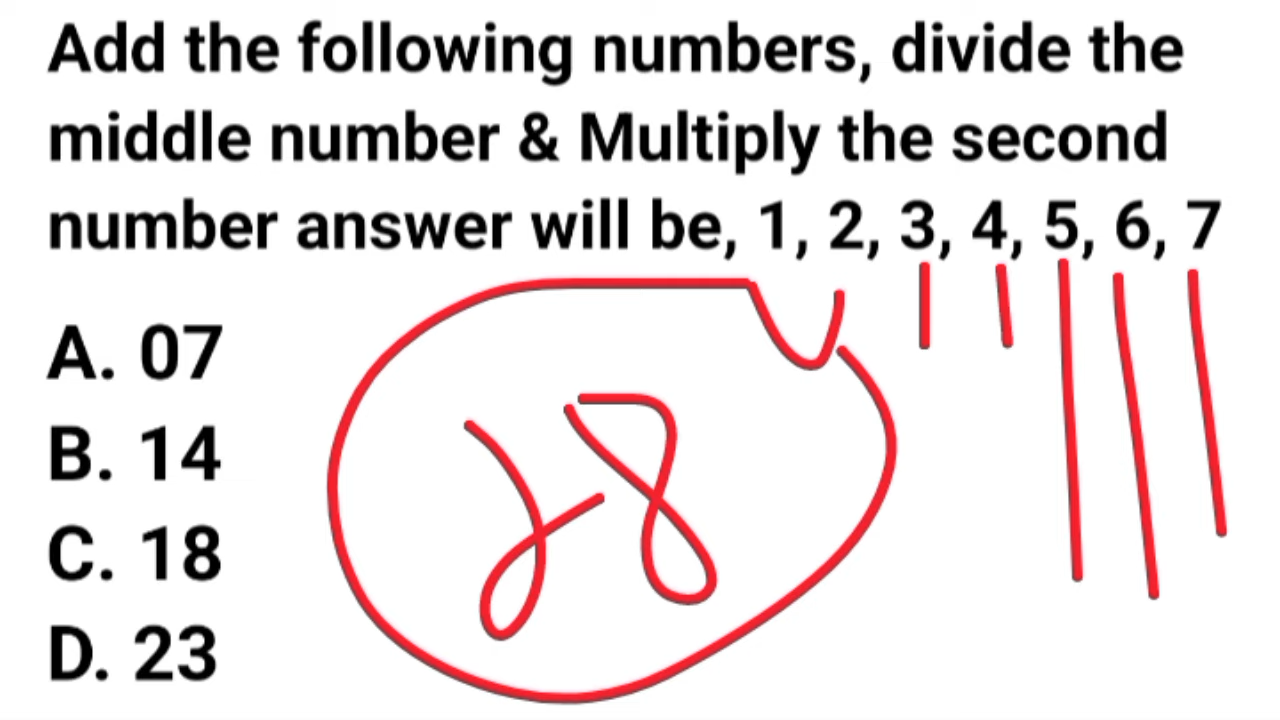 Add the following numbers, divide the
middle number & Multiply the second
number answer will be, 1, 2, 3, 4, 5, 6, 7
A. 07
B. 14
C. 18
D. 23
28